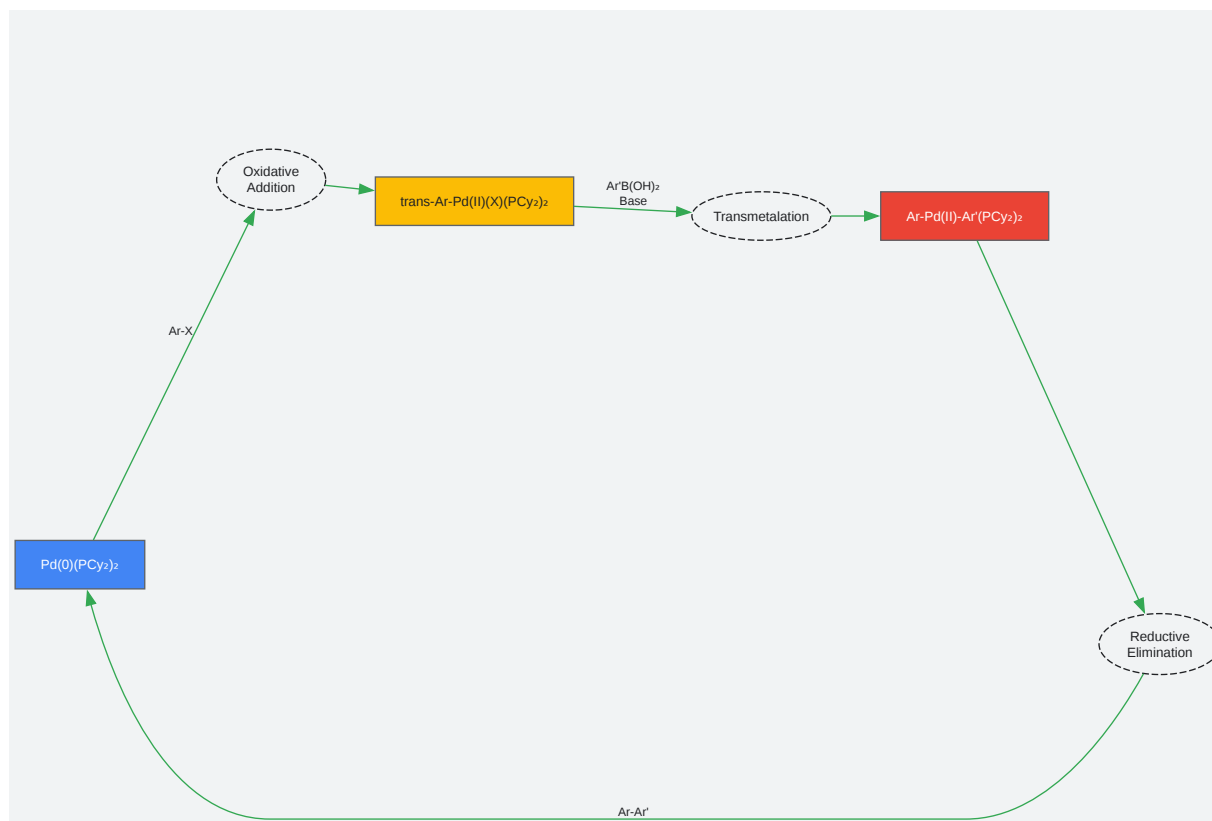 Oxidative
Addition
trans-Ar-Pd(II)(X)(PCy₂)₂
Ar'B(OH)₂
Base
Transmetalation
Ar-Pd(II)-Ar'(PCy₂)₂
Ar-X
Pd(0)(PCy₂)₂
Reductive
Elimination
Ar-Ar'